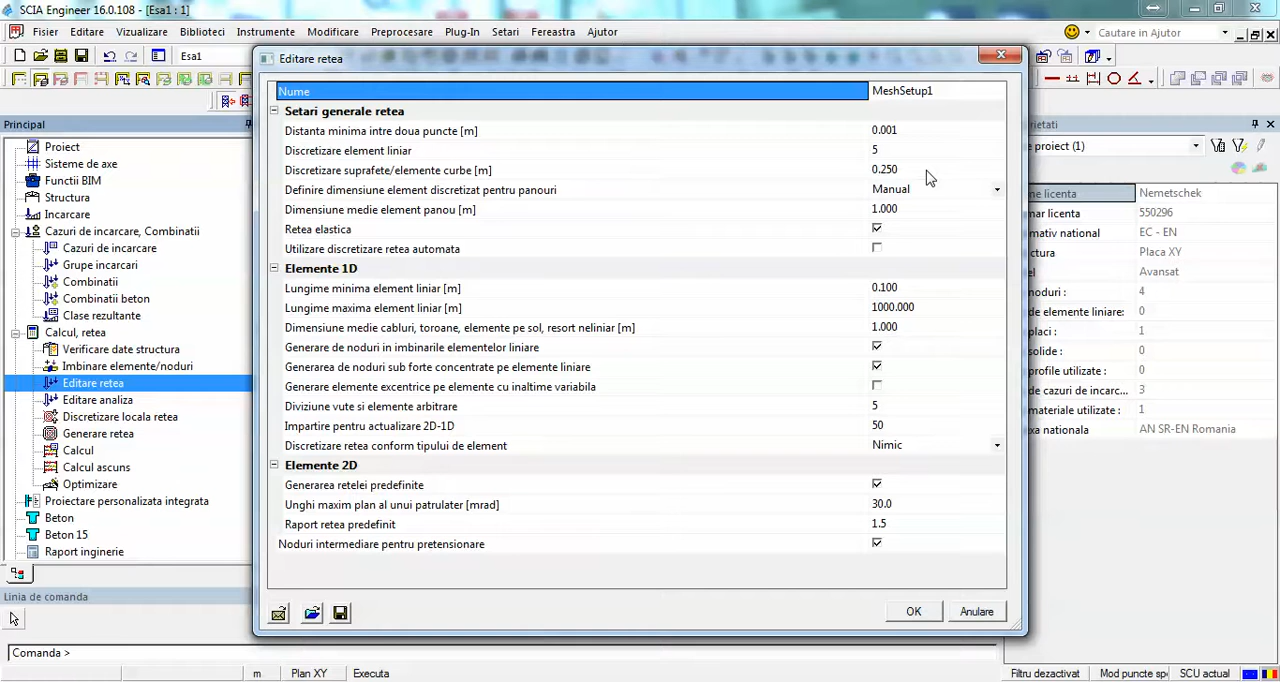 SCIA Engineer 16.0.108 - [Esa1 : 1]
Fisier Editare Vizualizare Biblioteci Instrumente Modificare Preprocesare Plug-In Setari Fereastra Ajutor Cautare in Ajutor
Esa1
Editare retea
Principal
Proiect
Sisteme de axe
Functii BIM
Structura
Incarcare
Cazuri de incarcare, Combinatii
Cazuri de incarcare
Grupe incarcari
Combinatii
Combinatii beton
Clase rezultante
Calcul, retea
Verificare date structura
Imbinare elemente/noduri
Editare retea
Editare analiza
Discretizare locala retea
Generare retea
Calcul
Calcul ascuns
Optimizare
Proiectare personalizata integrata
Beton
Beton 15
Raport inginerie
Nume MeshSetup1
Setari generale retea
Distanta minima intre doua puncte [m] 0.001
Discretizare element liniar 5
Discretizare suprafete/elemente curbe [m] 0.250
Definire dimensiune element discretizat pentru panouri Manual
Dimensiune medie element panou [m] 1.000
Retea elastica
Utilizare discretizare retea automata
Elemente 1D
Lungime minima element liniar [m] 0.100
Lungime maxima element liniar [m] 1000.000
Dimensiune medie cabluri, toroane, elemente pe sol, resort neliniar [m] 1.000
Generare de noduri in imbinarile elementelor liniare
Generarea de noduri sub forte concentrate pe elemente liniare
Generare elemente excentrice pe elemente cu inaltime variabila
Diviziune vute si elemente arbitrare 5
Impartire pentru actualizare 2D-1D 50
Discretizare retea conform tipului de element Nimic
Elemente 2D
Generarea retelei predefinite
Unghi maxim plan al unui patrulater [mrad] 30.0
Raport retea predefinit 1.5
Noduri intermediare pentru pretensionare
OK Anulare
rietati
e proiect (1)
ne licenta Nemetschek
nar licenta 550296
mativ national EC - EN
ctura Placa XY
el Avansat
noduri : 4
de elemente liniare: 0
placi : 1
solide : 0
profile utilizate : 0
de cazuri de incarc... 3
materiale utilizate : 1
xa nationala AN SR-EN Romania
Linia de comanda
Comanda >
m Plan XY Executa Filtru dezactivat Mod puncte sp SCU actual